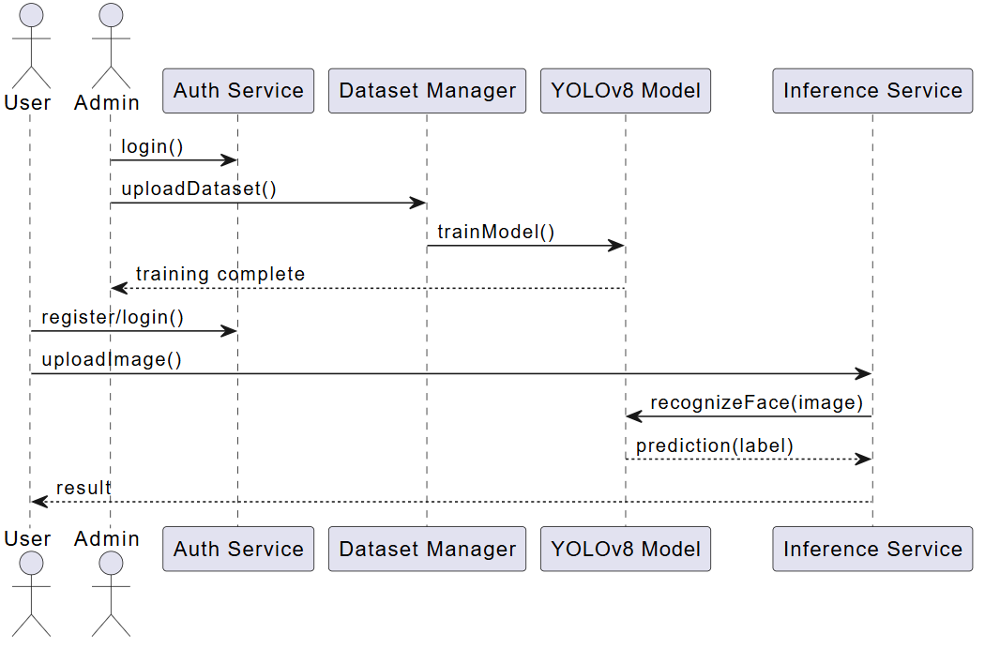 User Admin Auth Service Dataset Manager YOLOv8 Model Inference Service
login()
uploadDataset()
trainModel()
training complete
register/login()
uploadImage()
recognizeFace(image)
prediction(label)
result
User Admin Auth Service Dataset Manager YOLOv8 Model Inference Service